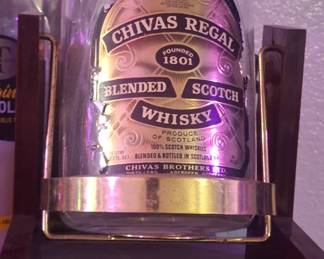 CHIVAS REGAL
FOUNDED
1801
BLENDED SCOTCH
WHISKY
PRODUCE
OF SCOTLAND
100% SCOTCH WHISKIES
BLENDED & BOTTLED IN SCOTLAND
CHIVAS BROTHERS LTD.